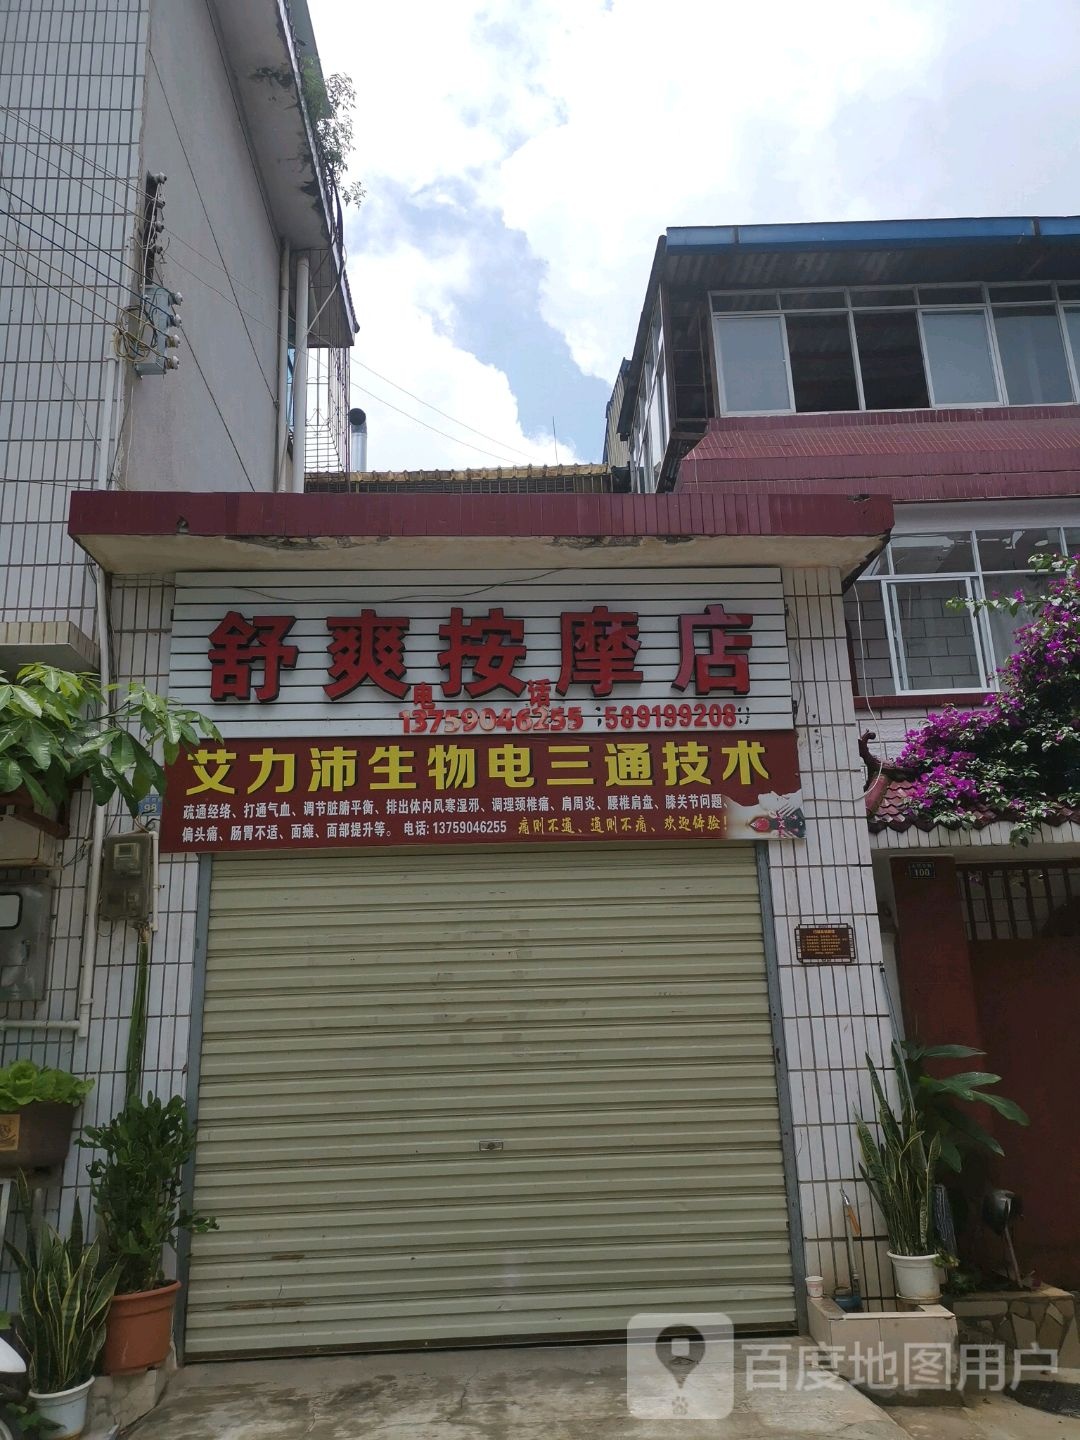 舒爽按摩店
电话
13759046255 589199208
艾力沛生物电三通技术
疏通经络、打通气血、调节脏腑平衡、排出体内风寒湿邪、调理颈椎痛、肩周炎、腰椎肩盘、膝关节问题、
偏头痛、肠胃不适、面瘫、面部提升等。 电话: 13759046255 痛则不通、通则不痛、欢迎体验!
108
百度地图用户